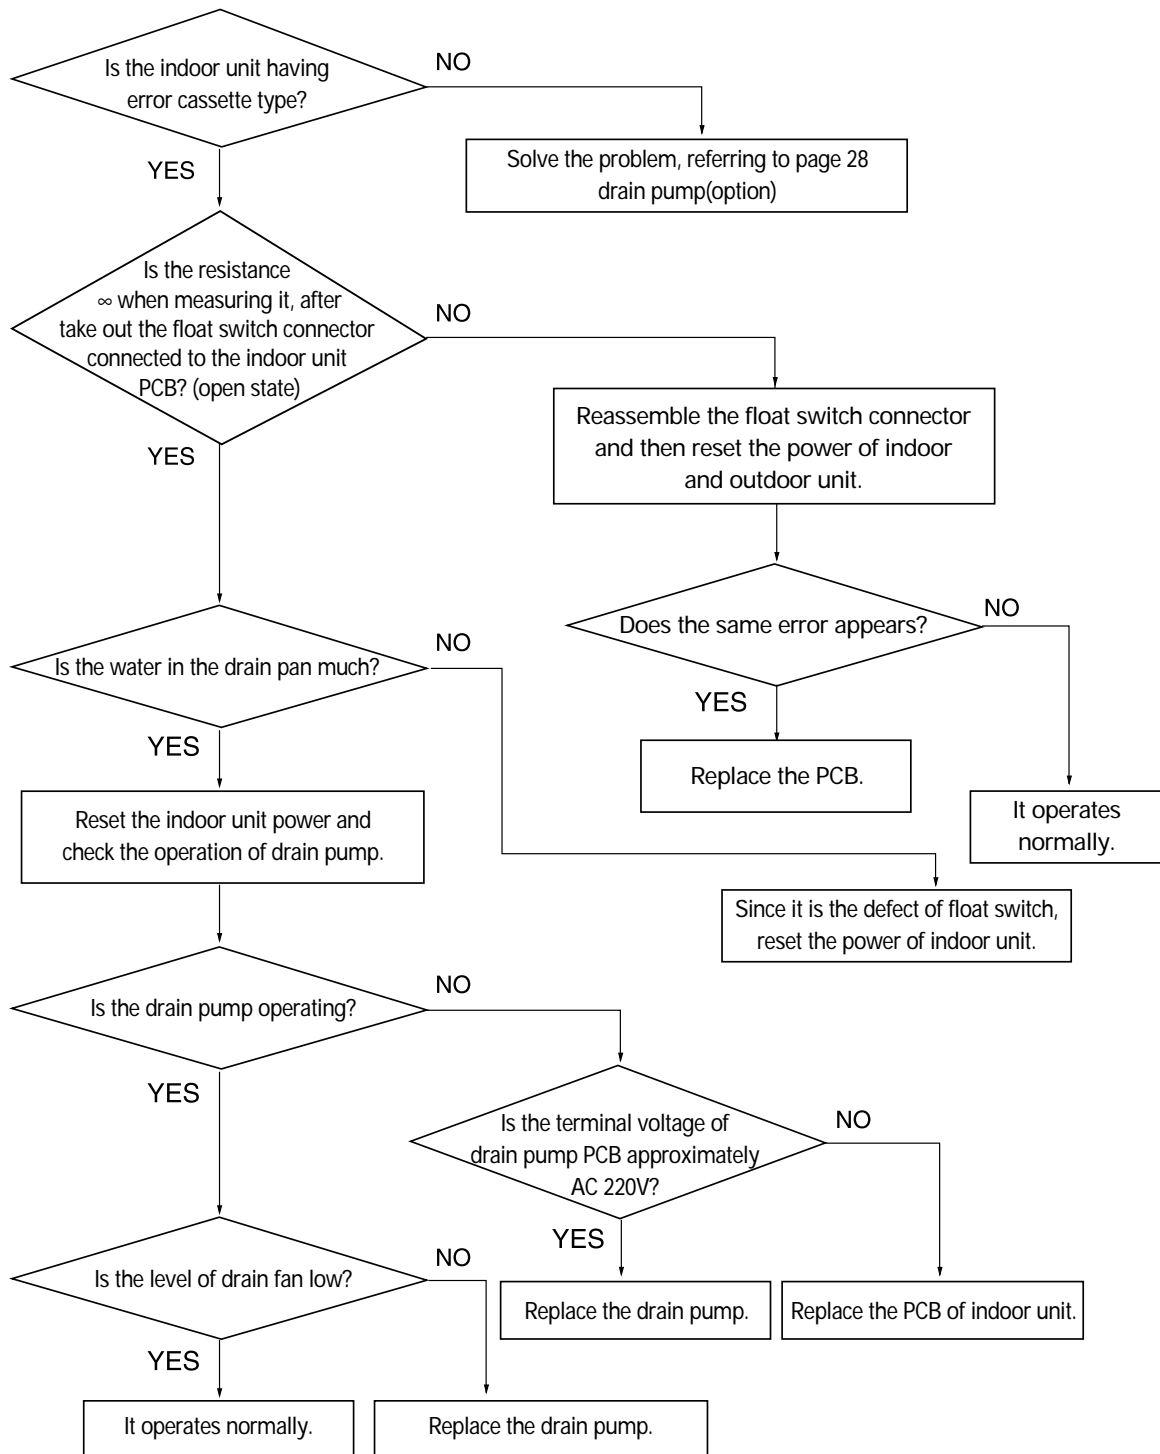 Is the indoor unit having
error cassette type?
NO
YES
Solve the problem, referring to page 28
drain pump(option)
Is the resistance
∞ when measuring it, after
take out the float switch connector
connected to the indoor unit
PCB? (open state)
NO
YES
Reassemble the float switch connector
and then reset the power of indoor
and outdoor unit.
Does the same error appears?
NO
YES
Replace the PCB.
It operates
normally.
Is the water in the drain pan much?
NO
YES
Reset the indoor unit power and
check the operation of drain pump.
Since it is the defect of float switch,
reset the power of indoor unit.
Is the drain pump operating?
NO
YES
Is the terminal voltage of
drain pump PCB approximately
AC 220V?
NO
YES
Replace the drain pump.
Replace the PCB of indoor unit.
Is the level of drain fan low?
NO
YES
It operates normally.
Replace the drain pump.